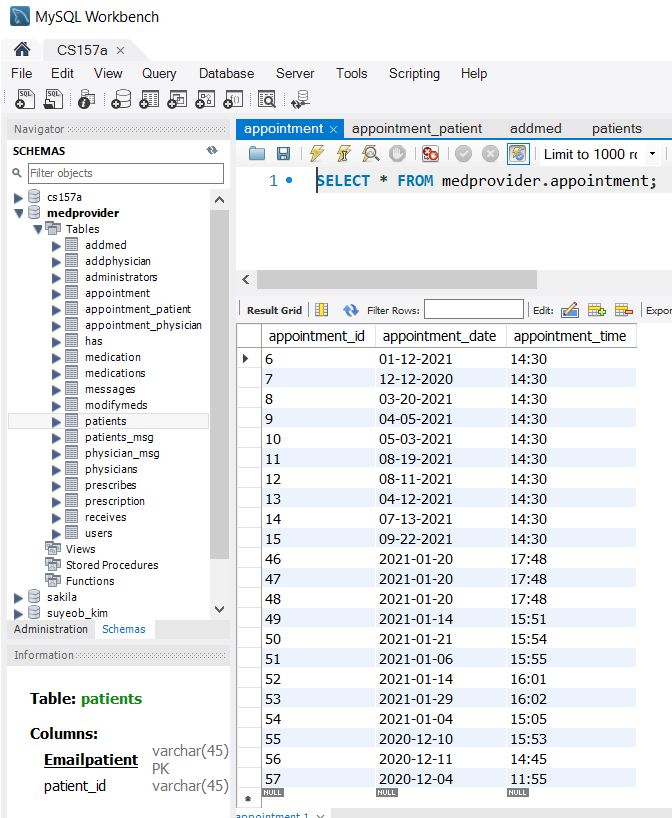 MySQL Workbench
CS157a ×
File Edit View Query Database Server Tools Scripting Help
Navigator
SCHEMAS
Filter objects
cs157a
medprovider
Tables
addmed
addphysician
administrators
appointment
appointment_patient
appointment_physician
has
medication
medications
messages
modifymeds
patients
patients_msg
physician_msg
physicians
prescribes
prescription
receives
users
Views
Stored Procedures
Functions
sakila
suyeob_kim
Administration Schemas
Information
Table: patients
Columns:
Emailpatient varchar(45) PK
patient_id varchar(45)
appointment × appointment_patient addmed patients
Limit to 1000 rc
1 SELECT * FROM medprovider.appointment;
Result Grid Filter Rows: Edit: Expor
appointment_id appointment_date appointment_time
6 01-12-2021 14:30
7 12-12-2020 14:30
8 03-20-2021 14:30
9 04-05-2021 14:30
10 05-03-2021 14:30
11 08-19-2021 14:30
12 08-11-2021 14:30
13 04-12-2021 14:30
14 07-13-2021 14:30
15 09-22-2021 14:30
46 2021-01-20 17:48
47 2021-01-20 17:48
48 2021-01-20 17:48
49 2021-01-14 15:51
50 2021-01-21 15:54
51 2021-01-06 15:55
52 2021-01-14 16:01
53 2021-01-29 16:02
54 2021-01-04 15:05
55 2020-12-10 15:53
56 2020-12-11 14:45
57 2020-12-04 11:55
NULL NULL NULL
appointment 1 ×